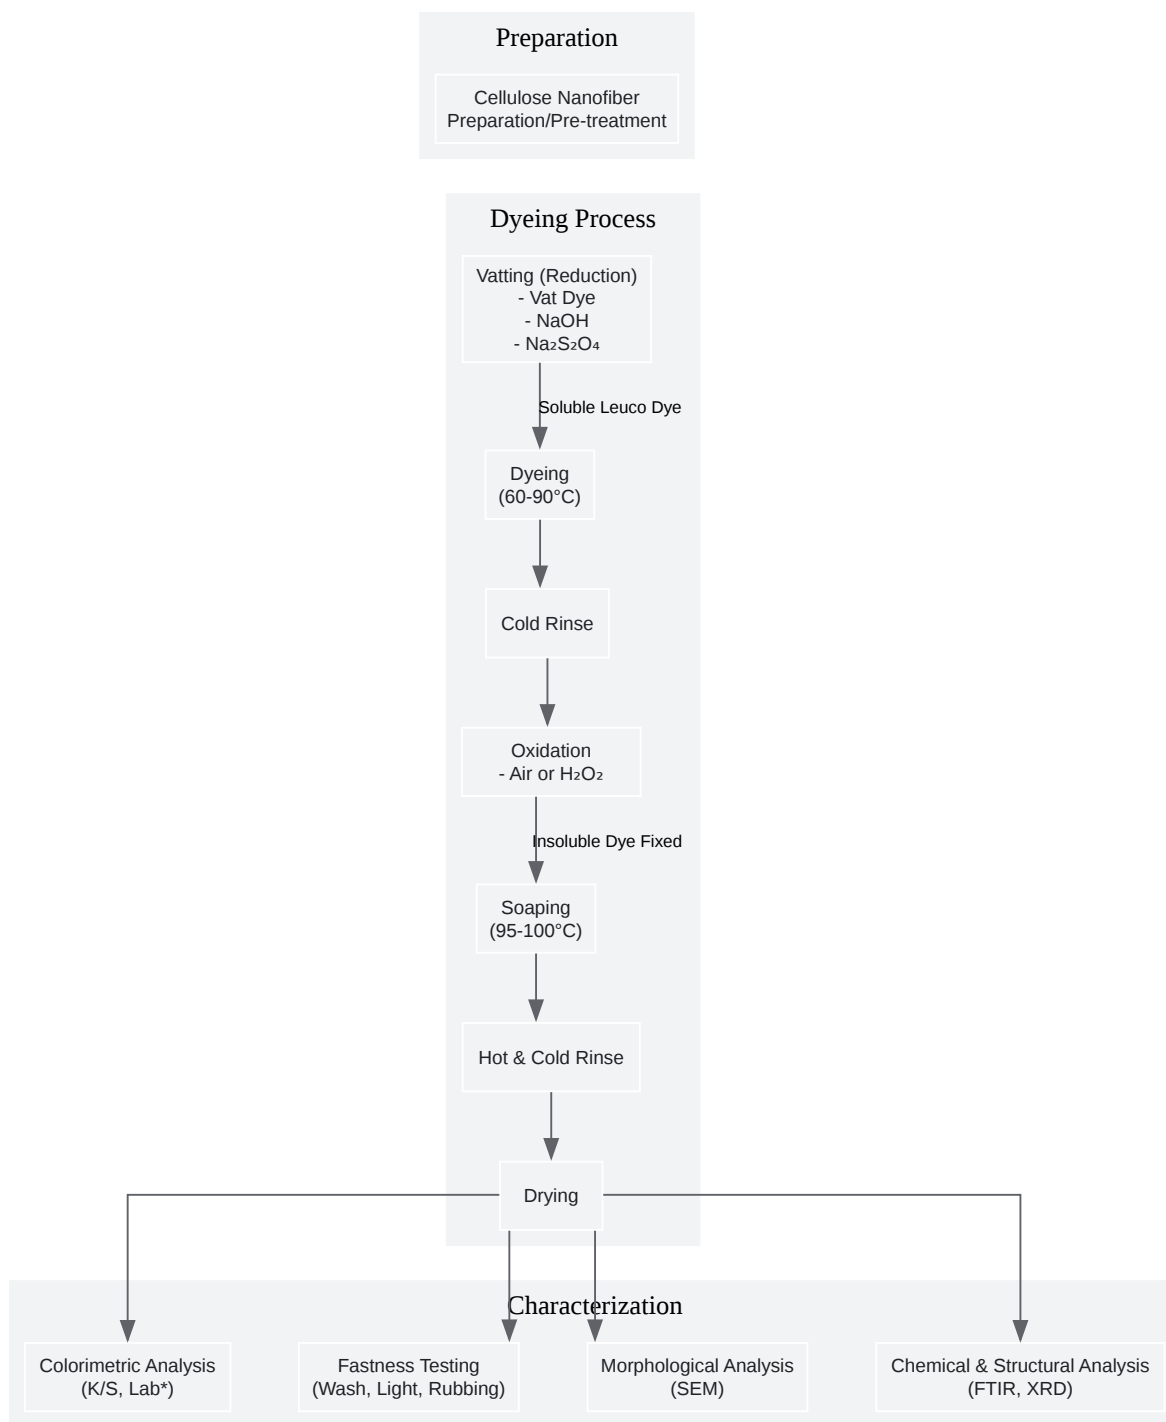 Preparation
Cellulose Nanofiber
Preparation/Pre-treatment
Dyeing Process
Vatting (Reduction)
- Vat Dye
- NaOH
- Na₂S₂O₄
Soluble Leuco Dye
Dyeing
(60-90°C)
Cold Rinse
Oxidation
- Air or H₂O₂
Insoluble Dye Fixed
Soaping
(95-100°C)
Hot & Cold Rinse
Drying
Characterization
Colorimetric Analysis
(K/S, Lab*)
Fastness Testing
(Wash, Light, Rubbing)
Morphological Analysis
(SEM)
Chemical & Structural Analysis
(FTIR, XRD)